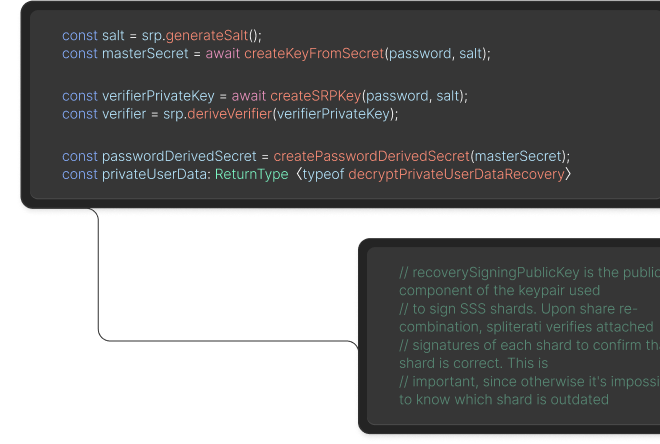 const salt = srp.generateSalt();
const masterSecret = await createKeyFromSecret(password, salt);
const verifierPrivateKey = await createSRPKey(password, salt);
const verifier = srp.deriveVerifier(verifierPrivateKey);
const passwordDerivedSecret = createPasswordDerivedSecret(masterSecret);
const privateUserData: ReturnType〈typeof decryptPrivateUserDataRecovery〉
// recoverySigningPublicKey is the public
component of the keypair used
// to sign SSS shards. Upon share re-
combination, spliterati verifies attached
// signatures of each shard to confirm
shard is correct. This is
// important, since otherwise it's
to know which shard is outdated